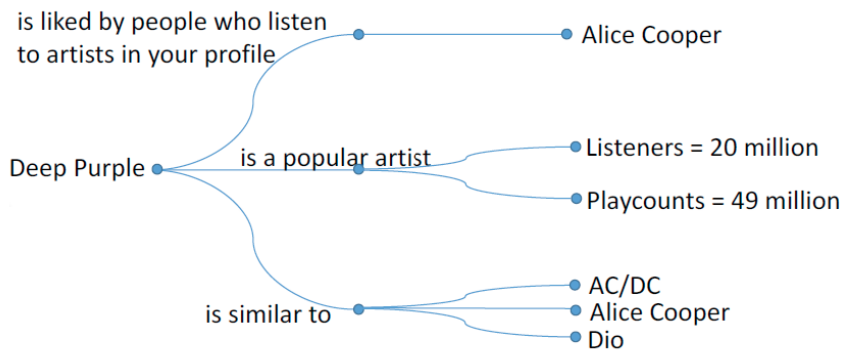 is liked by people who listen
to artists in your profile
Alice Cooper
Deep Purple
is a popular artist
Listeners = 20 million
Playcounts = 49 million
is similar to
AC/DC
Alice Cooper
Dio